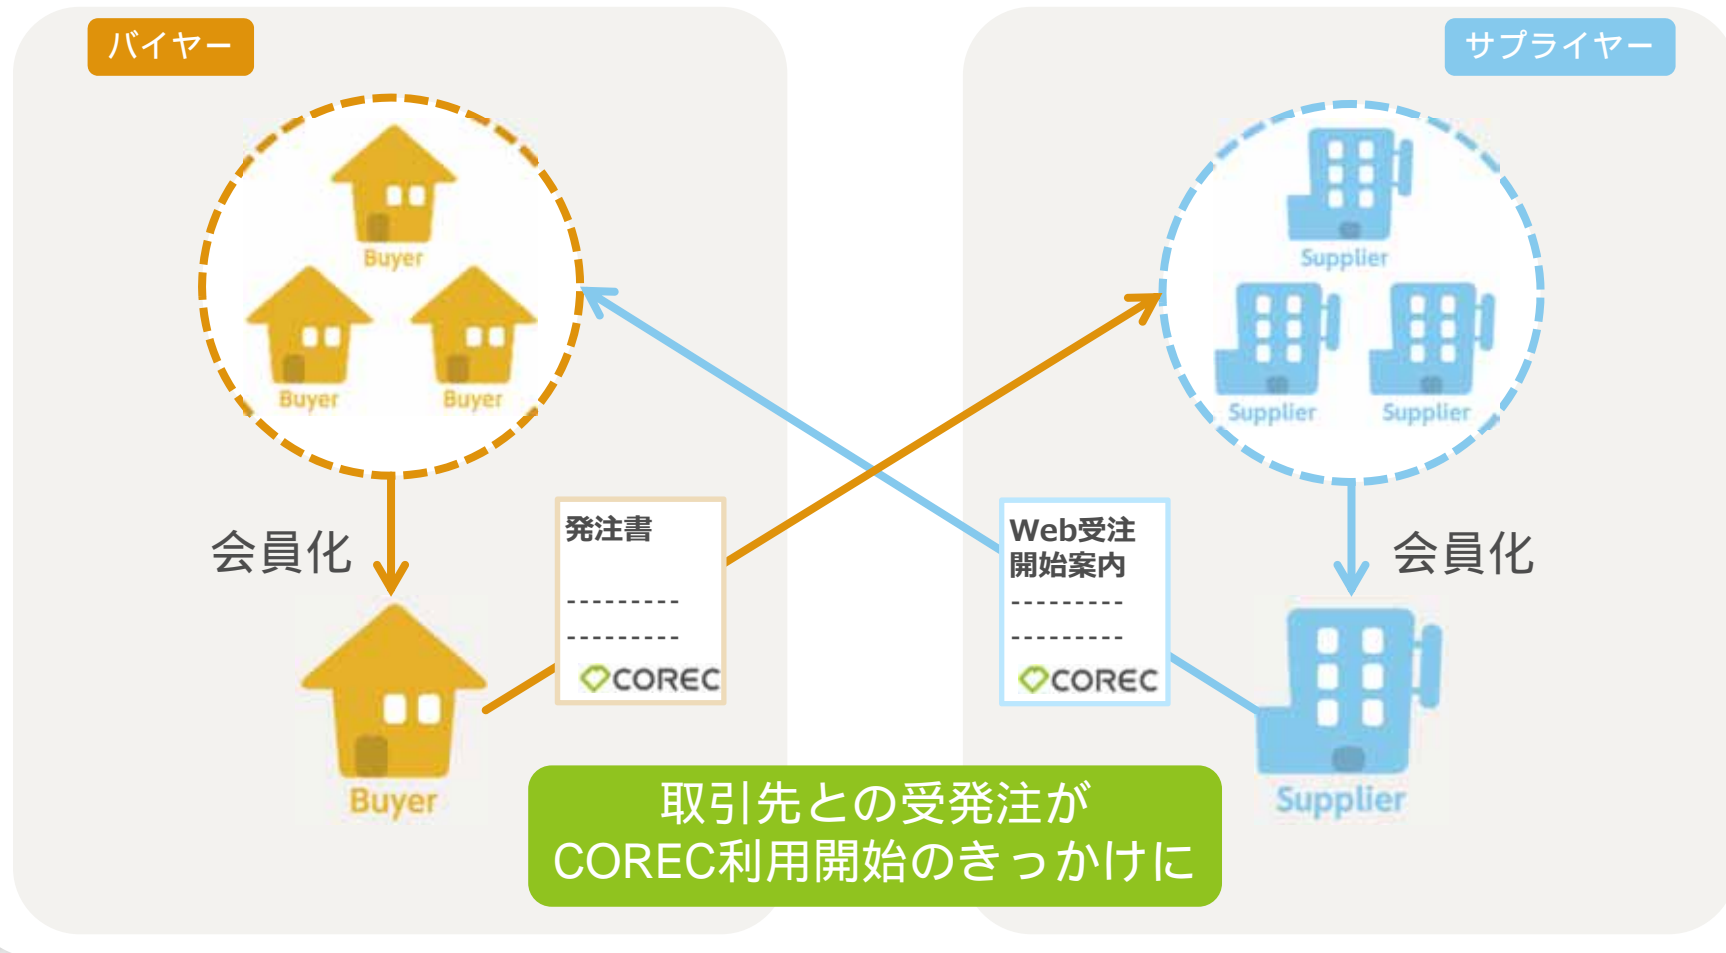 バイヤー
サプライヤー
Buyer
Buyer
Buyer
Supplier
Supplier
Supplier
会員化
発注書
---------
---------
COREC
Web受注
開始案内
---------
---------
COREC
会員化
Buyer
Supplier
取引先との受発注が
COREC利用開始のきっかけに